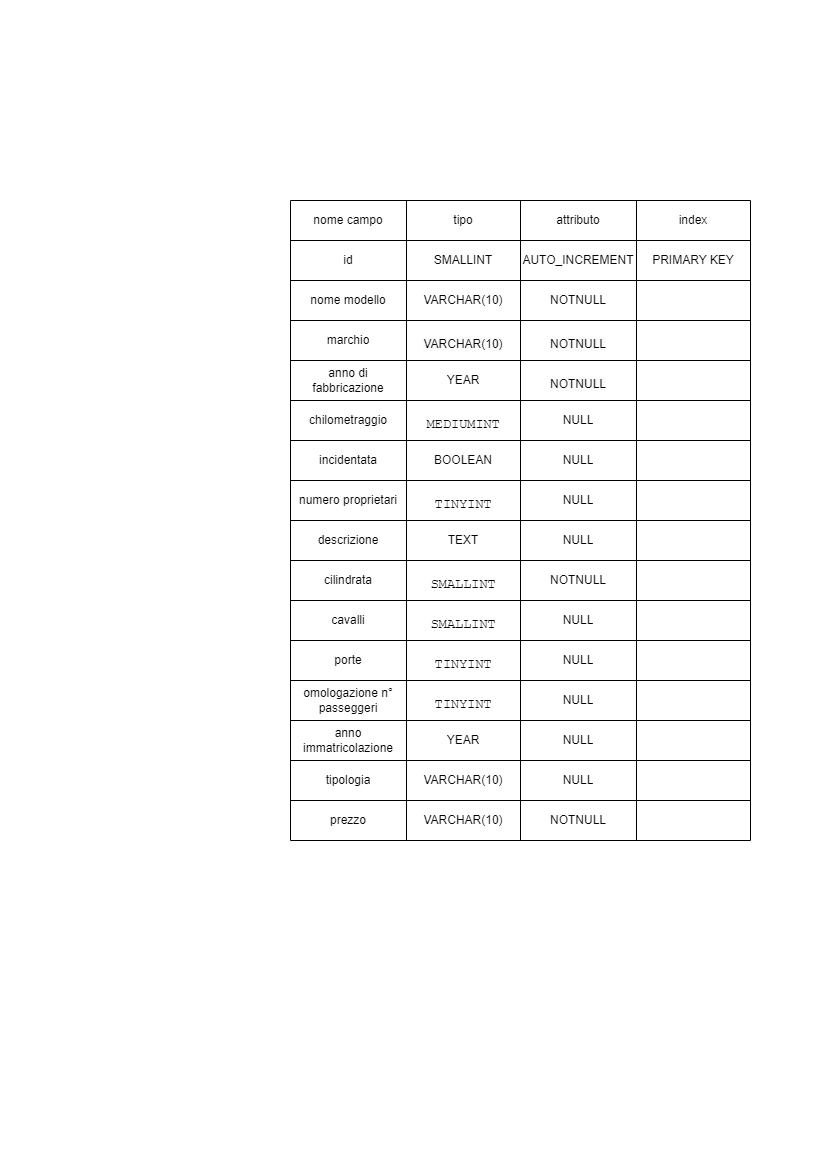 nome campo tipo attributo index
id SMALLINT AUTO_INCREMENT PRIMARY KEY
nome modello VARCHAR(10) NOTNULL
marchio VARCHAR(10) NOTNULL
anno di
fabbricazione YEAR NOTNULL
chilometraggio MEDIUMINT NULL
incidentata BOOLEAN NULL
numero proprietari TINYINT NULL
descrizione TEXT NULL
cilindrata SMALLINT NOTNULL
cavalli SMALLINT NULL
porte TINYINT NULL
omologazione n°
passeggeri TINYINT NULL
anno
immatricolazione YEAR NULL
tipologia VARCHAR(10) NULL
prezzo VARCHAR(10) NOTNULL